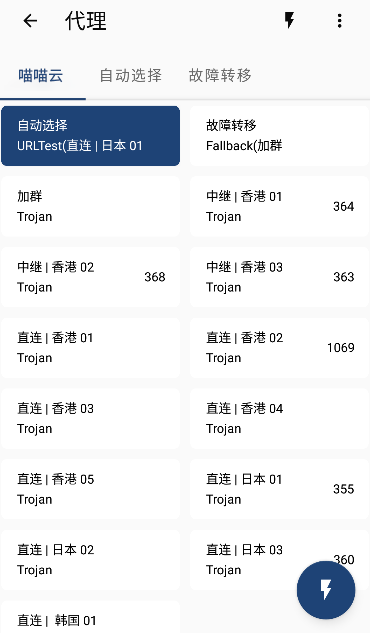 代理
喵喵云 自动选择 故障转移
自动选择
URLTest(直连 | 日本 01
故障转移
Fallback(加群
加群
Trojan
中继 | 香港 01
Trojan
364
中继 | 香港 02
Trojan
368
中继 | 香港 03
Trojan
363
直连 | 香港 01
Trojan
直连 | 香港 02
Trojan
1069
直连 | 香港 03
Trojan
直连 | 香港 04
Trojan
直连 | 香港 05
Trojan
直连 | 日本 01
Trojan
355
直连 | 日本 02
Trojan
直连 | 日本 03
Trojan
360
直连 | 韩国 01